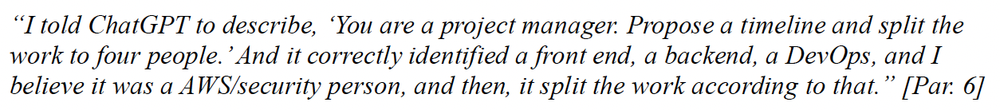 “I told ChatGPT to describe, ‘You are a project manager. Propose a timeline and split the
work to four people.’ And it correctly identified a front end, a backend, a DevOps, and I
believe it was a AWS/security person, and then, it split the work according to that.” [Par. 6]